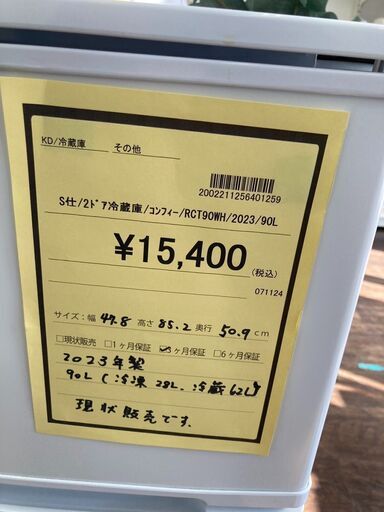 KD/冷蔵庫 その他
2002211256401259
S仕/2ﾄﾞｱ冷蔵庫/ｺﾝﾌｨｰ/RCT90WH/2023/90L
¥15,400
(税込)
071124
サイズ:幅 47.8 高さ 85.2 奥行 50.9 cm
□現状販売 □1ヶ月保証 ☑3ヶ月保証 □6ヶ月保証
2023年製
90L(冷凍 28L、冷蔵62L)
現状販売です.